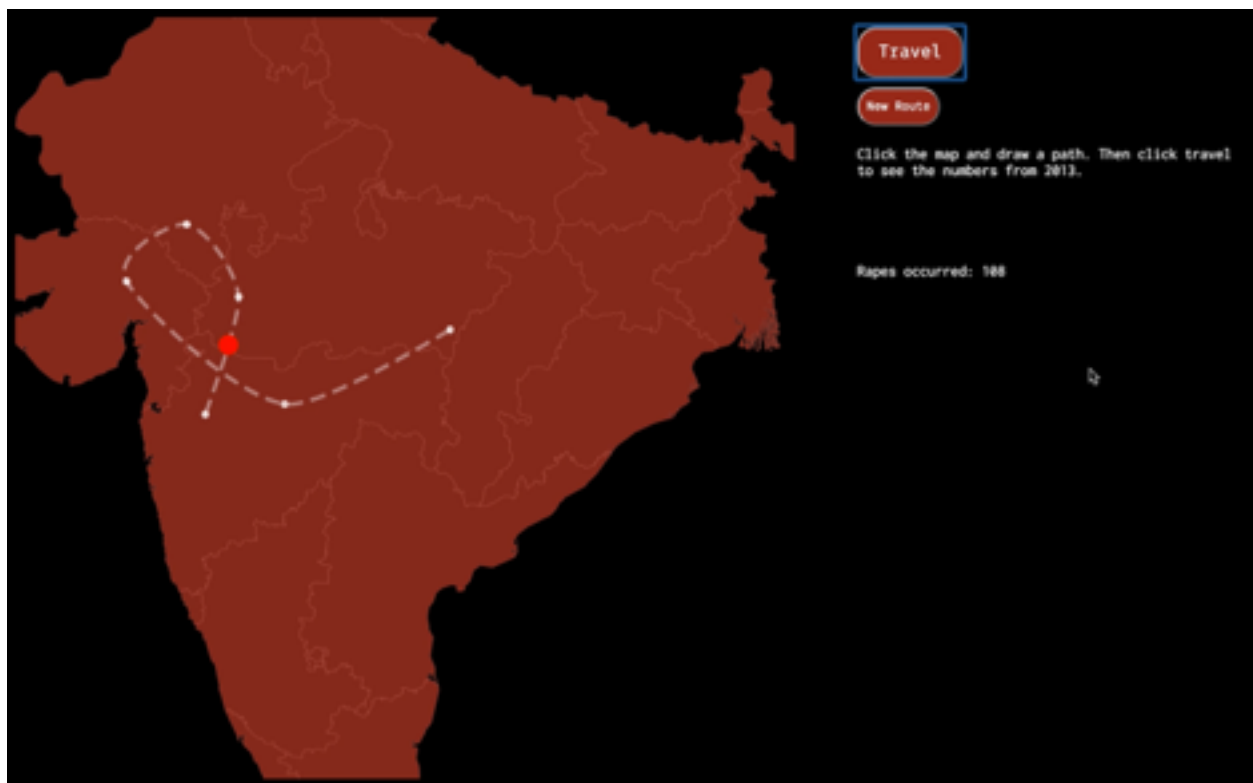 Travel
New Route
Click the map and draw a path. Then click travel
to see the numbers from 2013.
Rapes occurred: 108